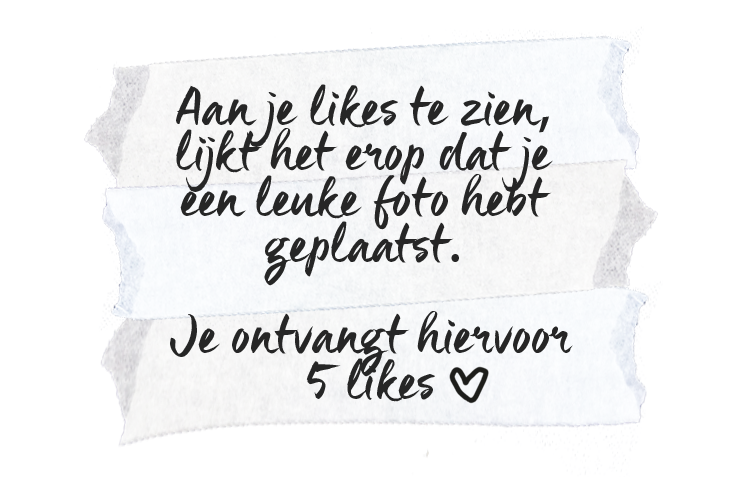 Aan je likes te zien,
lijkt het erop dat je
een leuke foto hebt
geplaatst.
Je ontvangt hiervoor
5 likes ♡